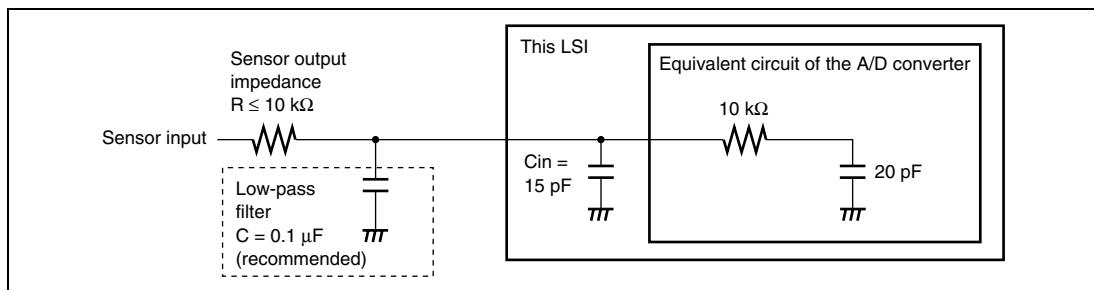 This LSI
Equivalent circuit of the A/D converter
Sensor output
impedance
R ≤ 10 kΩ
10 kΩ
Sensor input
Cin =
15 pF
20 pF
Low-pass
filter
C = 0.1 μF
(recommended)